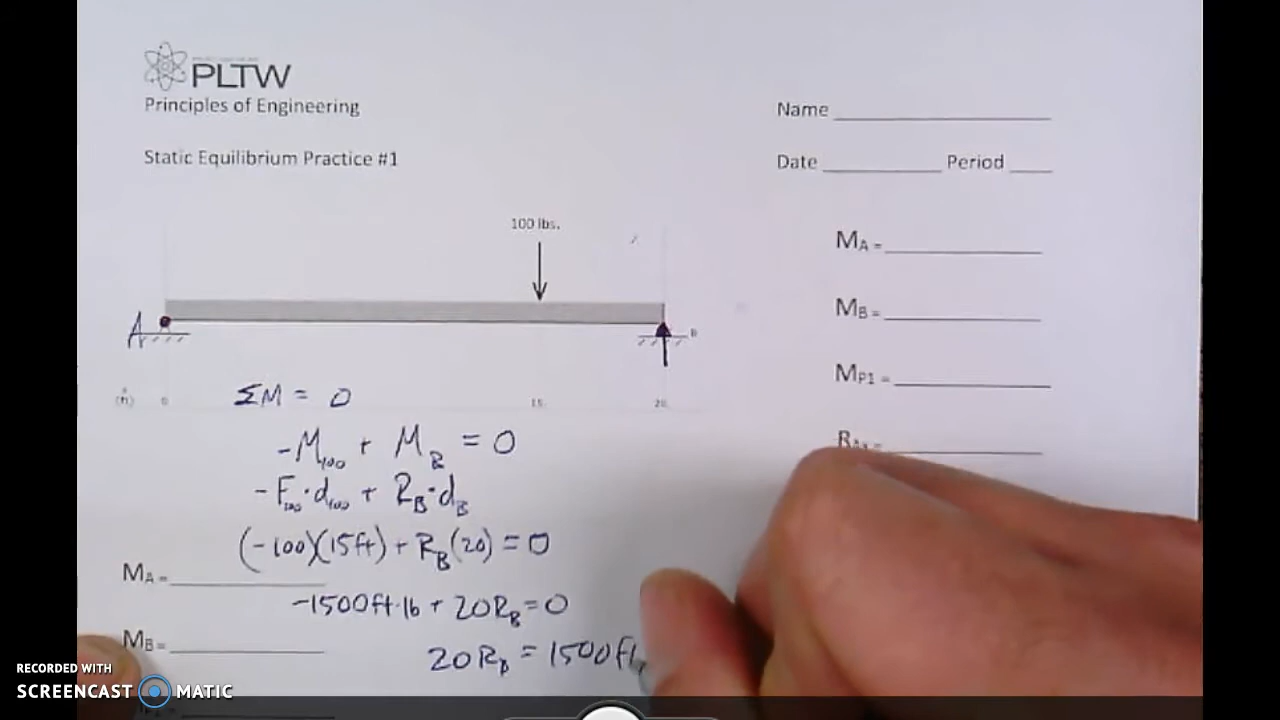 PLTW
Principles of Engineering
Name
Static Equilibrium Practice #1
Date Period
100 lbs.
MA =
A
B
MB =
(ft) 0 15 20
ΣM = 0
MP1 =
-M100 + MB = 0
RAx =
-F100·d100 + RB·dB
(-100)(15ft) + RB(20) = 0
MA =
-1500ft·lb + 20RB = 0
MB =
20RB = 1500ft
RECORDED WITH
SCREENCAST MATIC